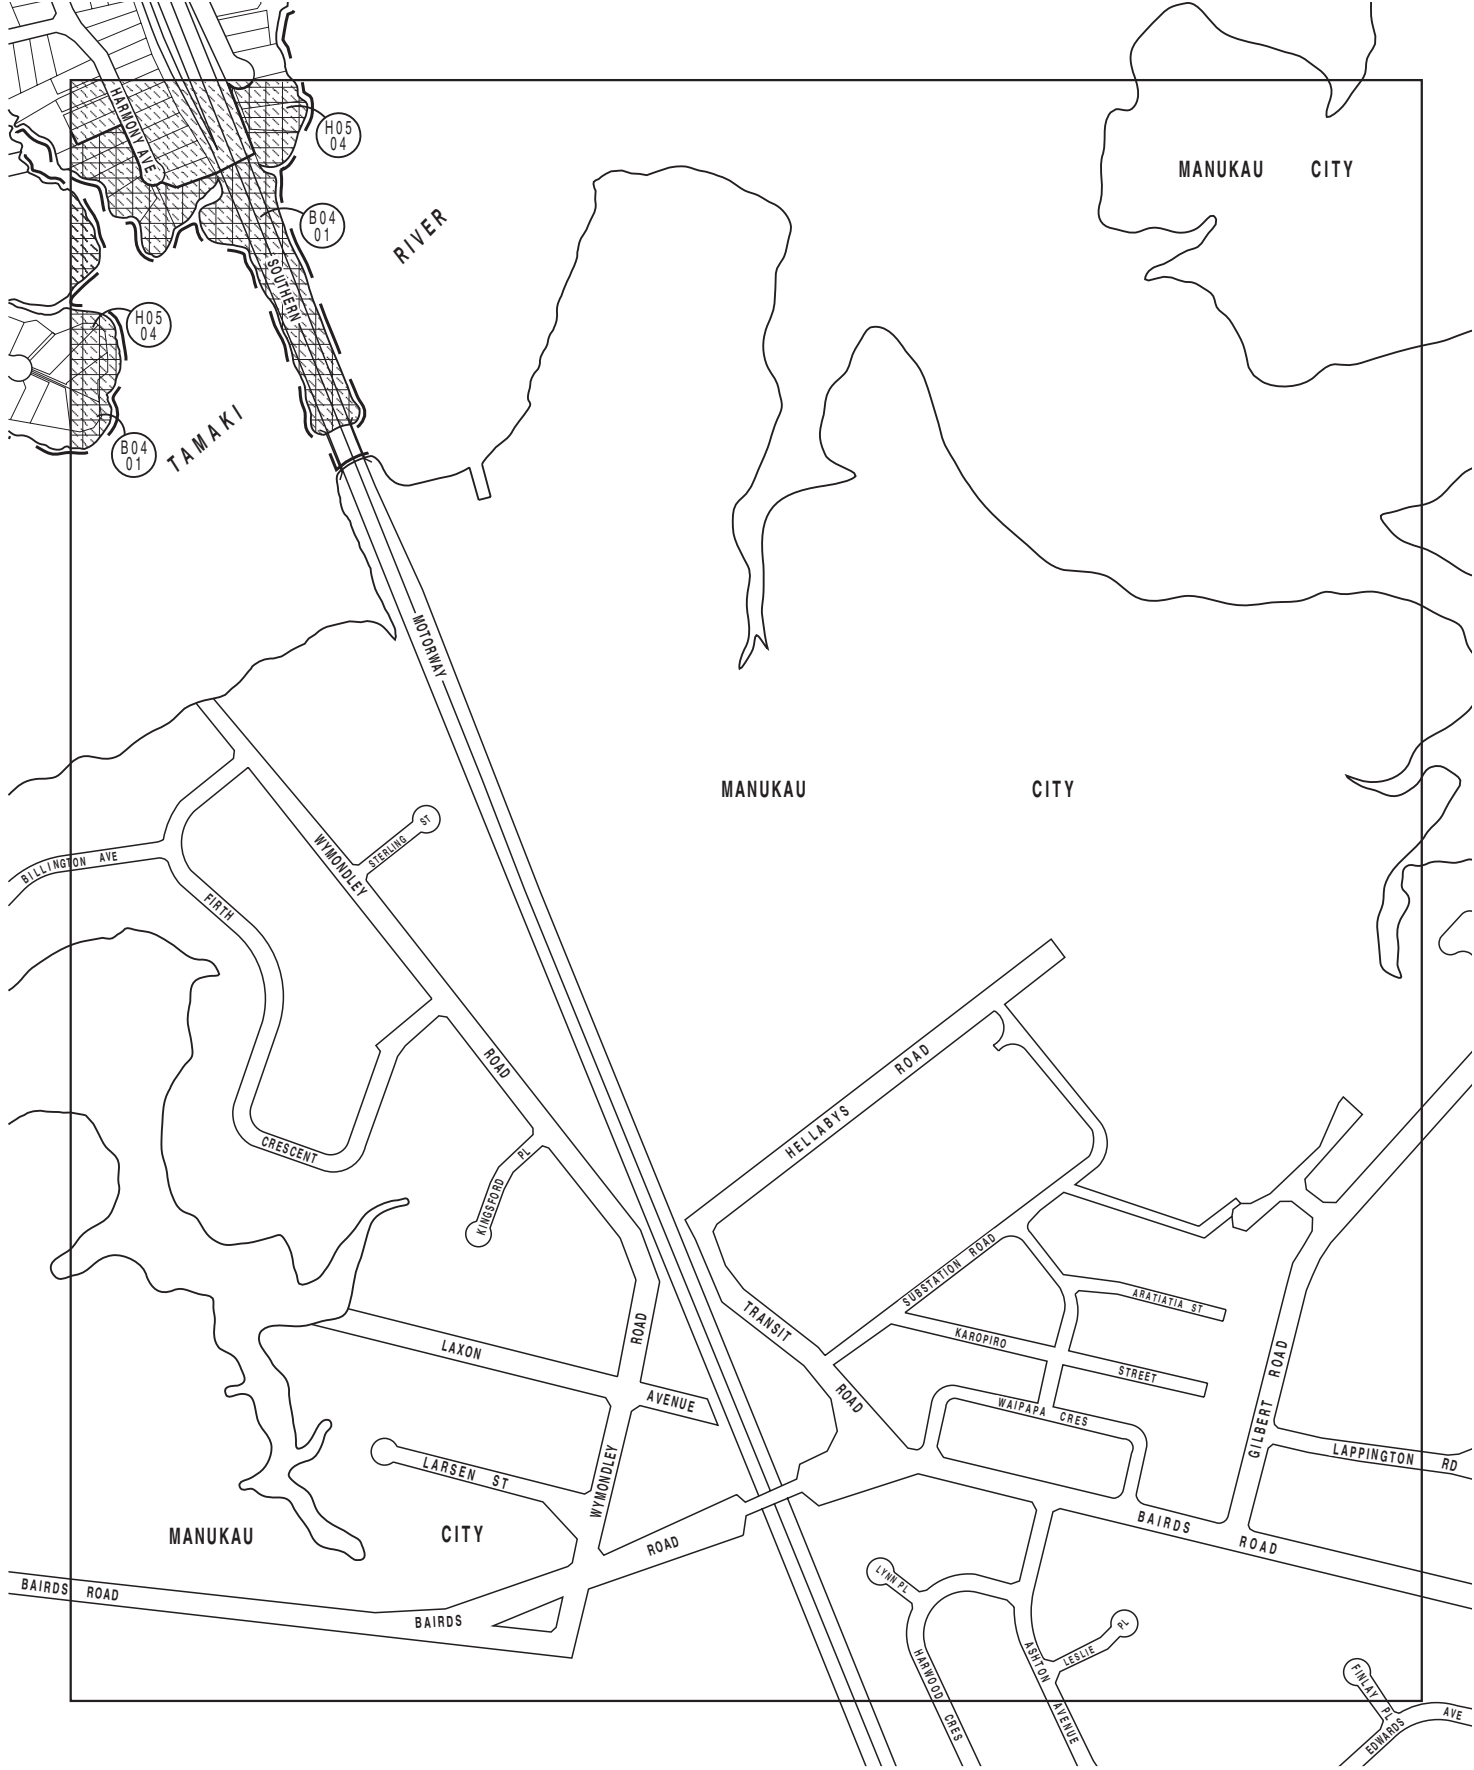 HARMONY AVE
H05
04
MANUKAU CITY
B04
01
RIVER
SOUTHERN
H05
04
TAMAKI
B04
01
MOTORWAY
MANUKAU CITY
WYMONDLEY
STERLING ST
BILLINGTON AVE
FIRTH
ROAD
HELLABYS ROAD
CRESCENT
KINGSFORD PL
SUBSTATION ROAD
ARATIATIA ST
TRANSIT
ROAD
KAROPIRO
STREET
LAXON
AVENUE
ROAD
WAIPAPA CRES
GILBERT ROAD
LAPPINGTON RD
LARSEN ST
WYMONDLEY
MANUKAU CITY
ROAD
BAIRDS ROAD
BAIRDS ROAD
BAIRDS
LYNN PL
LESLIE PL
HARWOOD CRES
ASHTON AVENUE
FINLAY PL
EDWARDS AVE